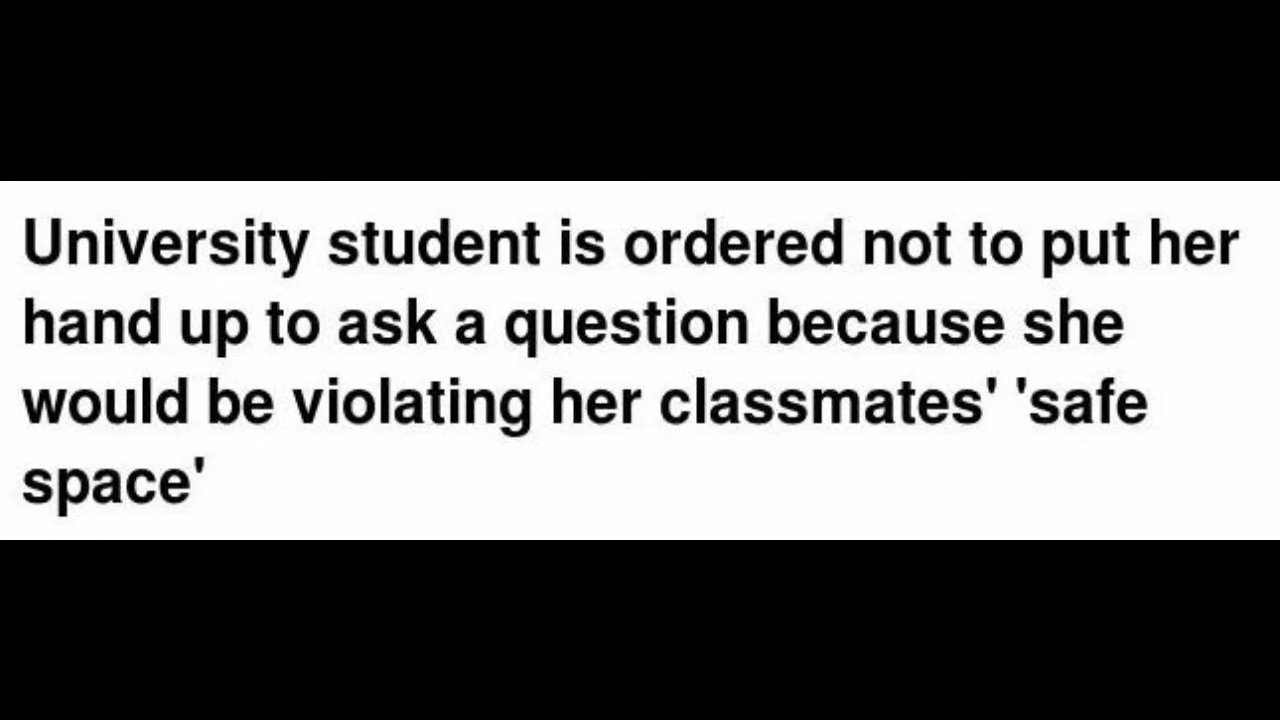 University student is ordered not to put her
hand up to ask a question because she
would be violating her classmates' 'safe
space'